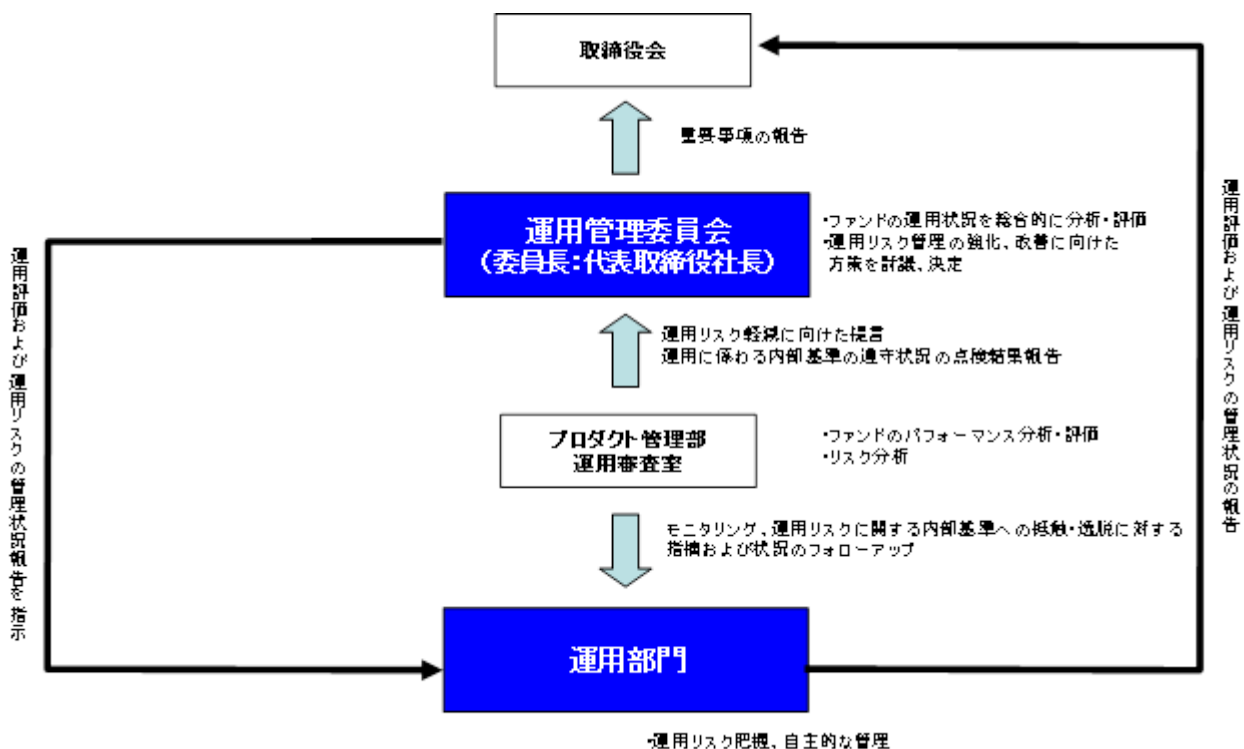 取締役会
重要事項の報告
運用管理委員会
(委員長:代表取締役社長)
・ファンドの運用状況を総合的に分析・評価
・運用リスク管理の強化、改善に向けた
方策を討議、決定
運用リスク軽減に向けた提言
運用に係わる内部基準の遵守状況の点検結果報告
プロダクト管理部
運用審査室
・ファンドのパフォーマンス分析・評価
・リスク分析
モニタリング、運用リスクに関する内部基準への抵触・逸脱に対する
指摘および状況のフォローアップ
運用部門
・運用リスク把握、自主的な管理
運用評価および運用リスクの管理状況報告を指示
運用評価および運用リスクの管理状況の報告